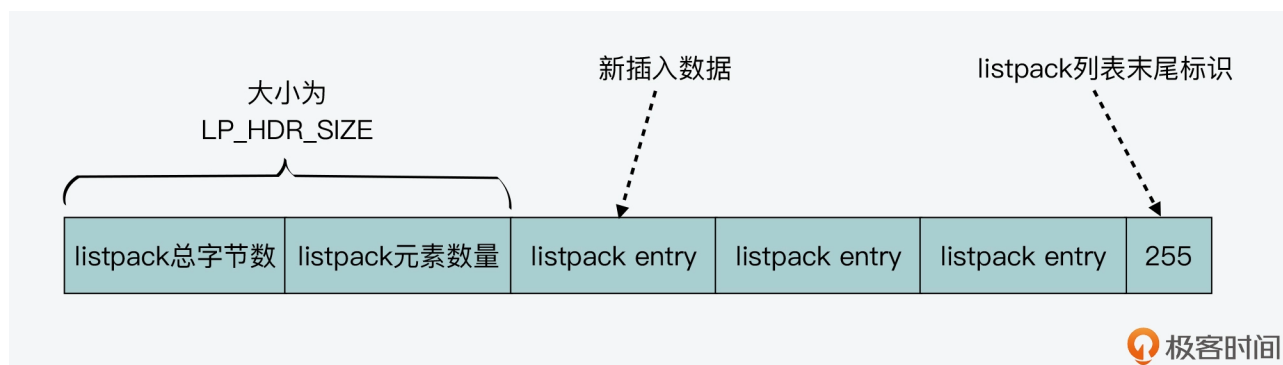 新插入数据
listpack列表末尾标识
大小为
LP_HDR_SIZE
listpack总字节数
listpack元素数量
listpack entry
listpack entry
listpack entry
255
极客时间